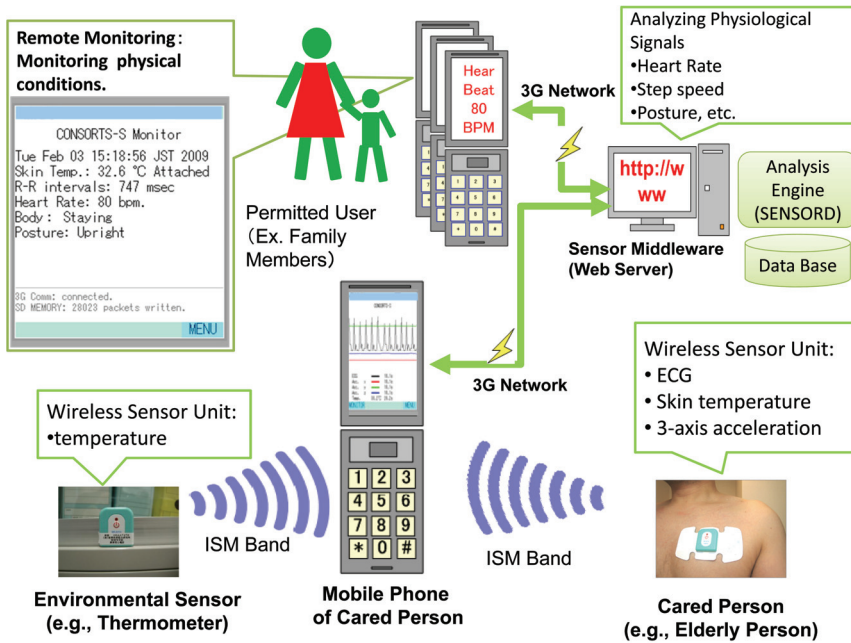 Remote Monitoring:
Monitoring physical
conditions.
CONSORTS-S Monitor
Tue Feb 03 15:18:56 JST 2009
Skin Temp.: 32.6 °C Attached
R-R intervals: 747 msec
Heart Rate: 80 bpm.
Body : Staying
Posture: Upright
3G Comm: connected.
SD MEMORY: 28023 packets written.
MENU
Permitted User
(Ex. Family
Members)
Hear
Beat
80
BPM
3G Network
Analyzing Physiological
Signals
•Heart Rate
•Step speed
•Posture, etc.
http://w
ww
Sensor Middleware
(Web Server)
Analysis
Engine
(SENSORD)
Data Base
CONSORTS-S
ECG
Temp.
MONITOR
MENU
3G Network
Wireless Sensor Unit:
•temperature
Wireless Sensor Unit:
• ECG
• Skin temperature
• 3-axis acceleration
1 2 3
4 5 6
7 8 9
* 0 #
ISM Band
ISM Band
Environmental Sensor
(e.g., Thermometer)
Mobile Phone
of Cared Person
Cared Person
(e.g., Elderly Person)